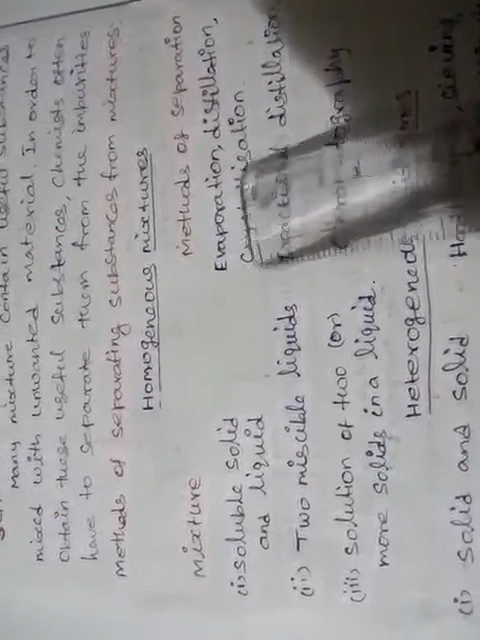 many mixture contain useful substances
mixed with unwanted material. In order to
obtain these useful substances, chemists often
have to separate them from the impurities
methods of separating substances from mixtures.
Homogeneous mixtures
mixture Methods of separation
(i) soluble solid Evaporation, distillation,
and liquid
(ii) Two miscible liquids distillation
(iii) solution of two (or)
more solids in a liquid.
Heterogeneous
(i) solid and solid